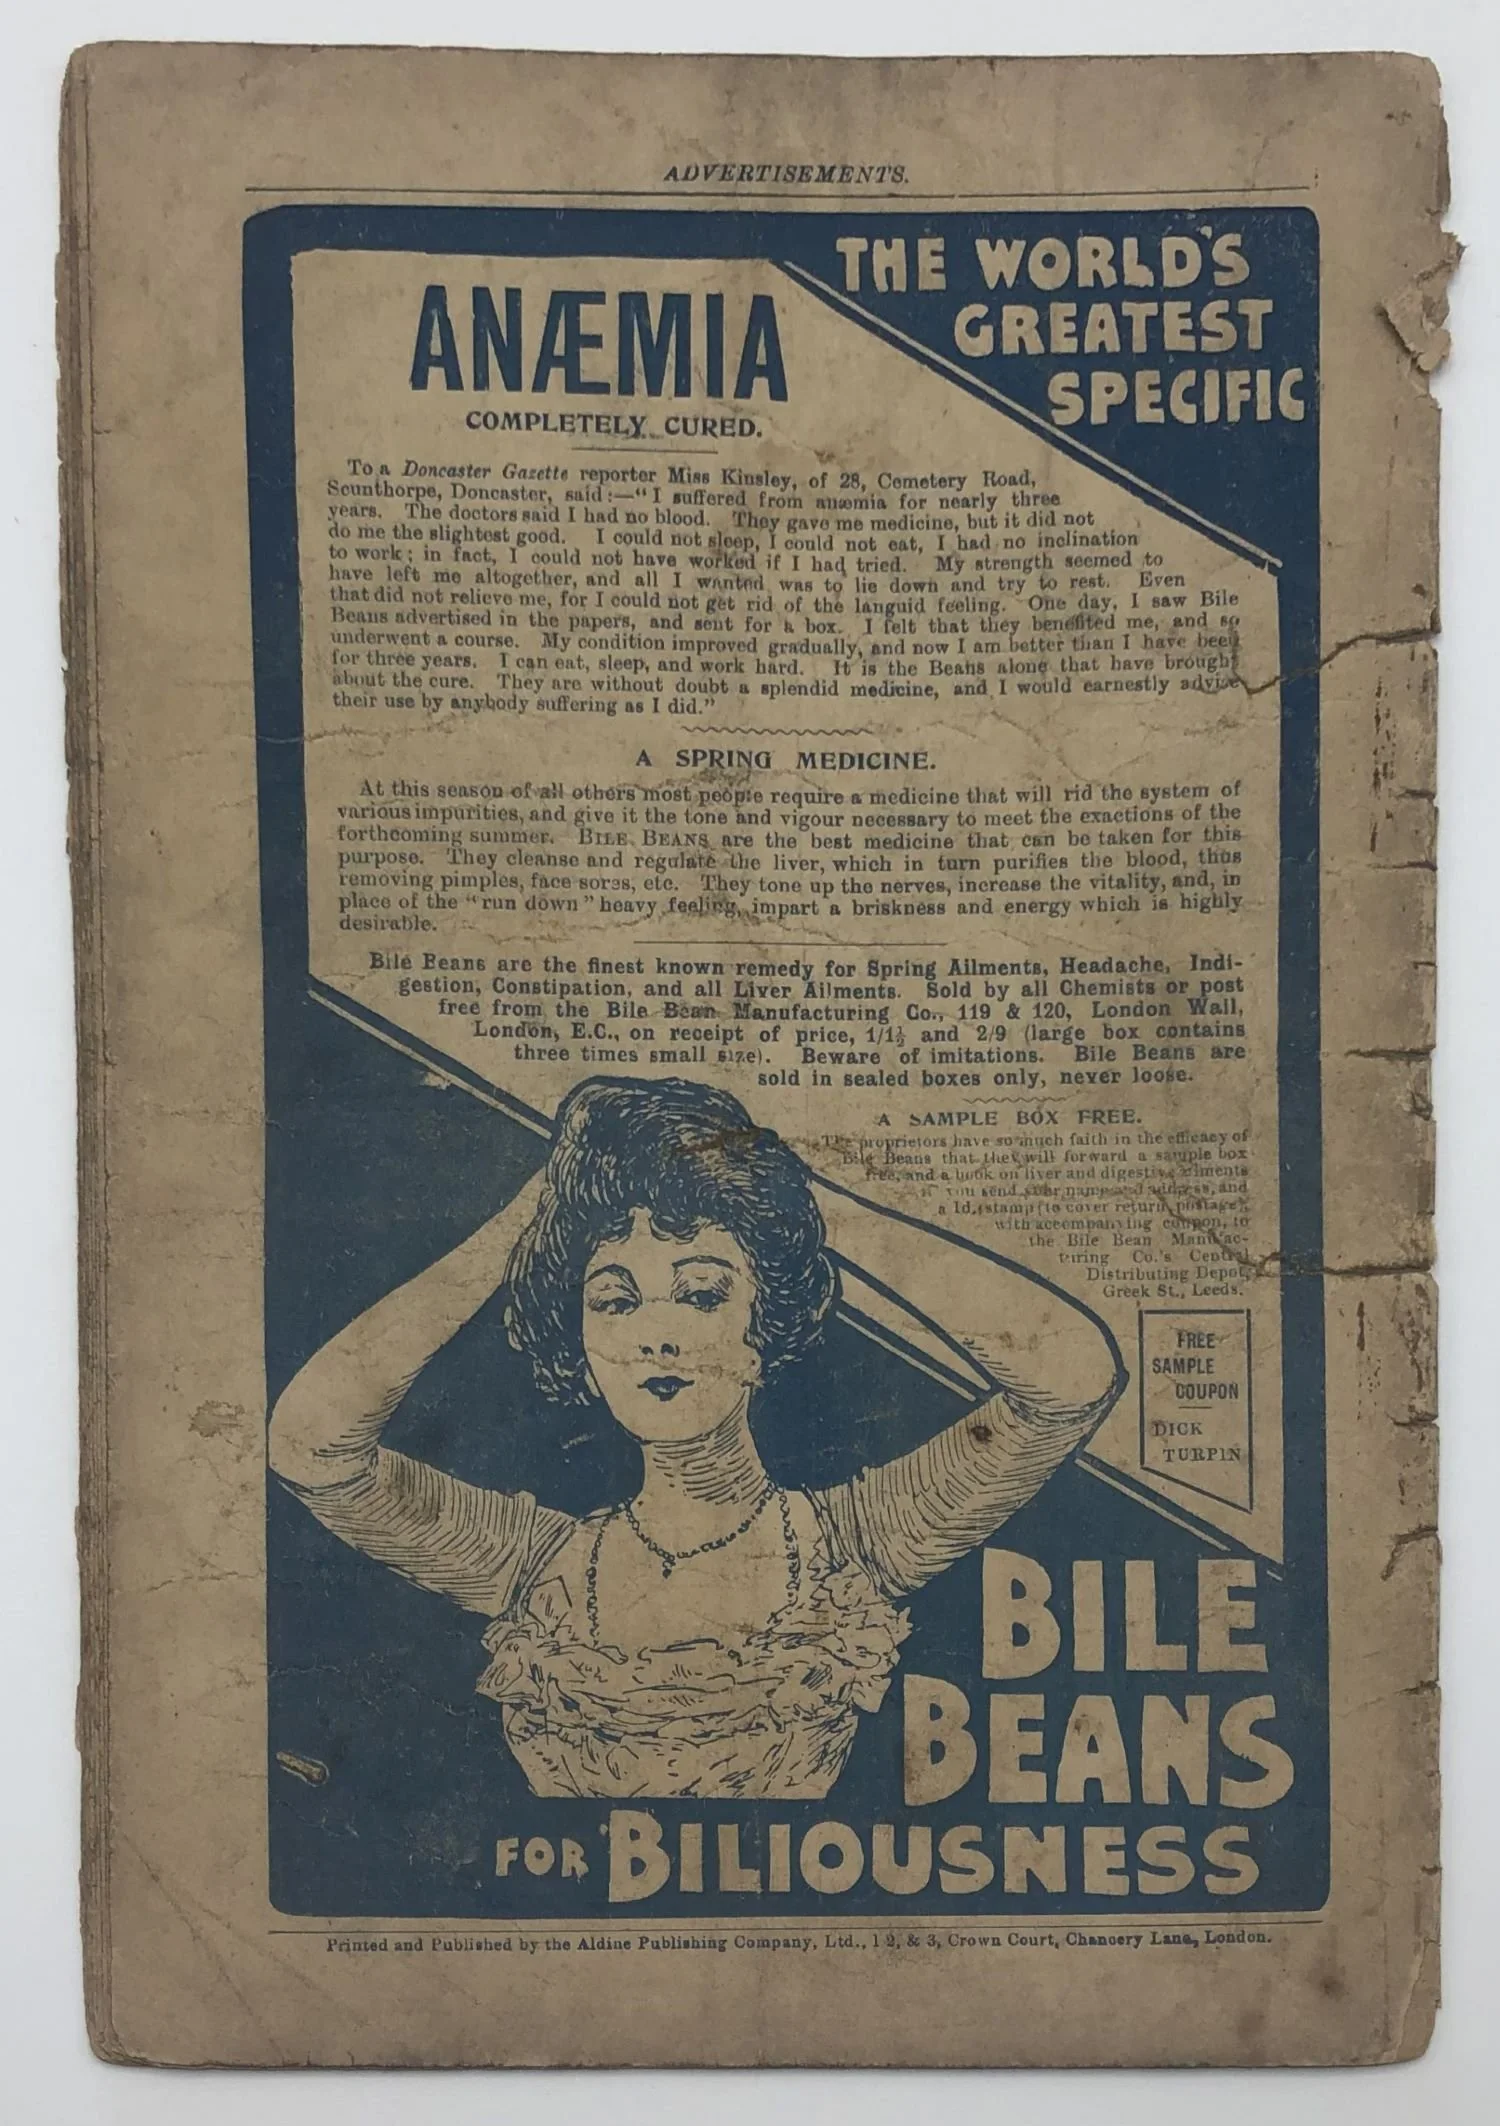 ADVERTISEMENTS.
THE WORLD'S
GREATEST
SPECIFIC
ANÆMIA
COMPLETELY CURED.
To a Doncaster Gazette reporter Miss Kinsley, of 28, Cemetery Road,
Scunthorpe, Doncaster, said:—"I suffered from anæmia for nearly three
years. The doctors said I had no blood. They gave me medicine, but it did not
do me the slightest good. I could not sleep, I could not eat, I had no inclination
to work; in fact, I could not have worked if I had tried. My strength seemed to
have left me altogether, and all I wanted was to lie down and try to rest. Even
that did not relieve me, for I could not get rid of the languid feeling. One day, I saw Bile
Beans advertised in the papers, and sent for a box. I felt that they benefited me, and so
underwent a course. My condition improved gradually, and now I am better than I have been
for three years. I can eat, sleep, and work hard. It is the Beans alone that have brought
about the cure. They are without doubt a splendid medicine, and I would earnestly advise
their use by anybody suffering as I did."
A SPRING MEDICINE.
At this season of all others most people require a medicine that will rid the system of
various impurities, and give it the tone and vigour necessary to meet the exactions of the
forthcoming summer. BILE BEANS are the best medicine that can be taken for this
purpose. They cleanse and regulate the liver, which in turn purifies the blood, thus
removing pimples, face sores, etc. They tone up the nerves, increase the vitality, and, in
place of the "run down" heavy feeling, impart a briskness and energy which is highly
desirable.
Bile Beans are the finest known remedy for Spring Ailments, Headache, Indi-
gestion, Constipation, and all Liver Ailments. Sold by all Chemists or post
free from the Bile Bean Manufacturing Co., 119 & 120, London Wall,
London, E.C., on receipt of price, 1/1½ and 2/9 (large box contains
three times small size). Beware of imitations. Bile Beans are
sold in sealed boxes only, never loose.
A SAMPLE BOX FREE.
The proprietors have so much faith in the efficacy of
Bile Beans that they will forward a sample box
free, and a book on liver and digestive ailments
if you send your name and address, and
a 1d. stamp (to cover return postage),
with accompanying coupon, to
the Bile Bean Manufac-
turing Co.'s Central
Distributing Depot,
Greek St., Leeds.
FREE
SAMPLE
COUPON
DICK
TURPIN
BILE
BEANS
FOR BILIOUSNESS
Printed and Published by the Aldine Publishing Company, Ltd., 1 2, & 3, Crown Court, Chancery Lane, London.